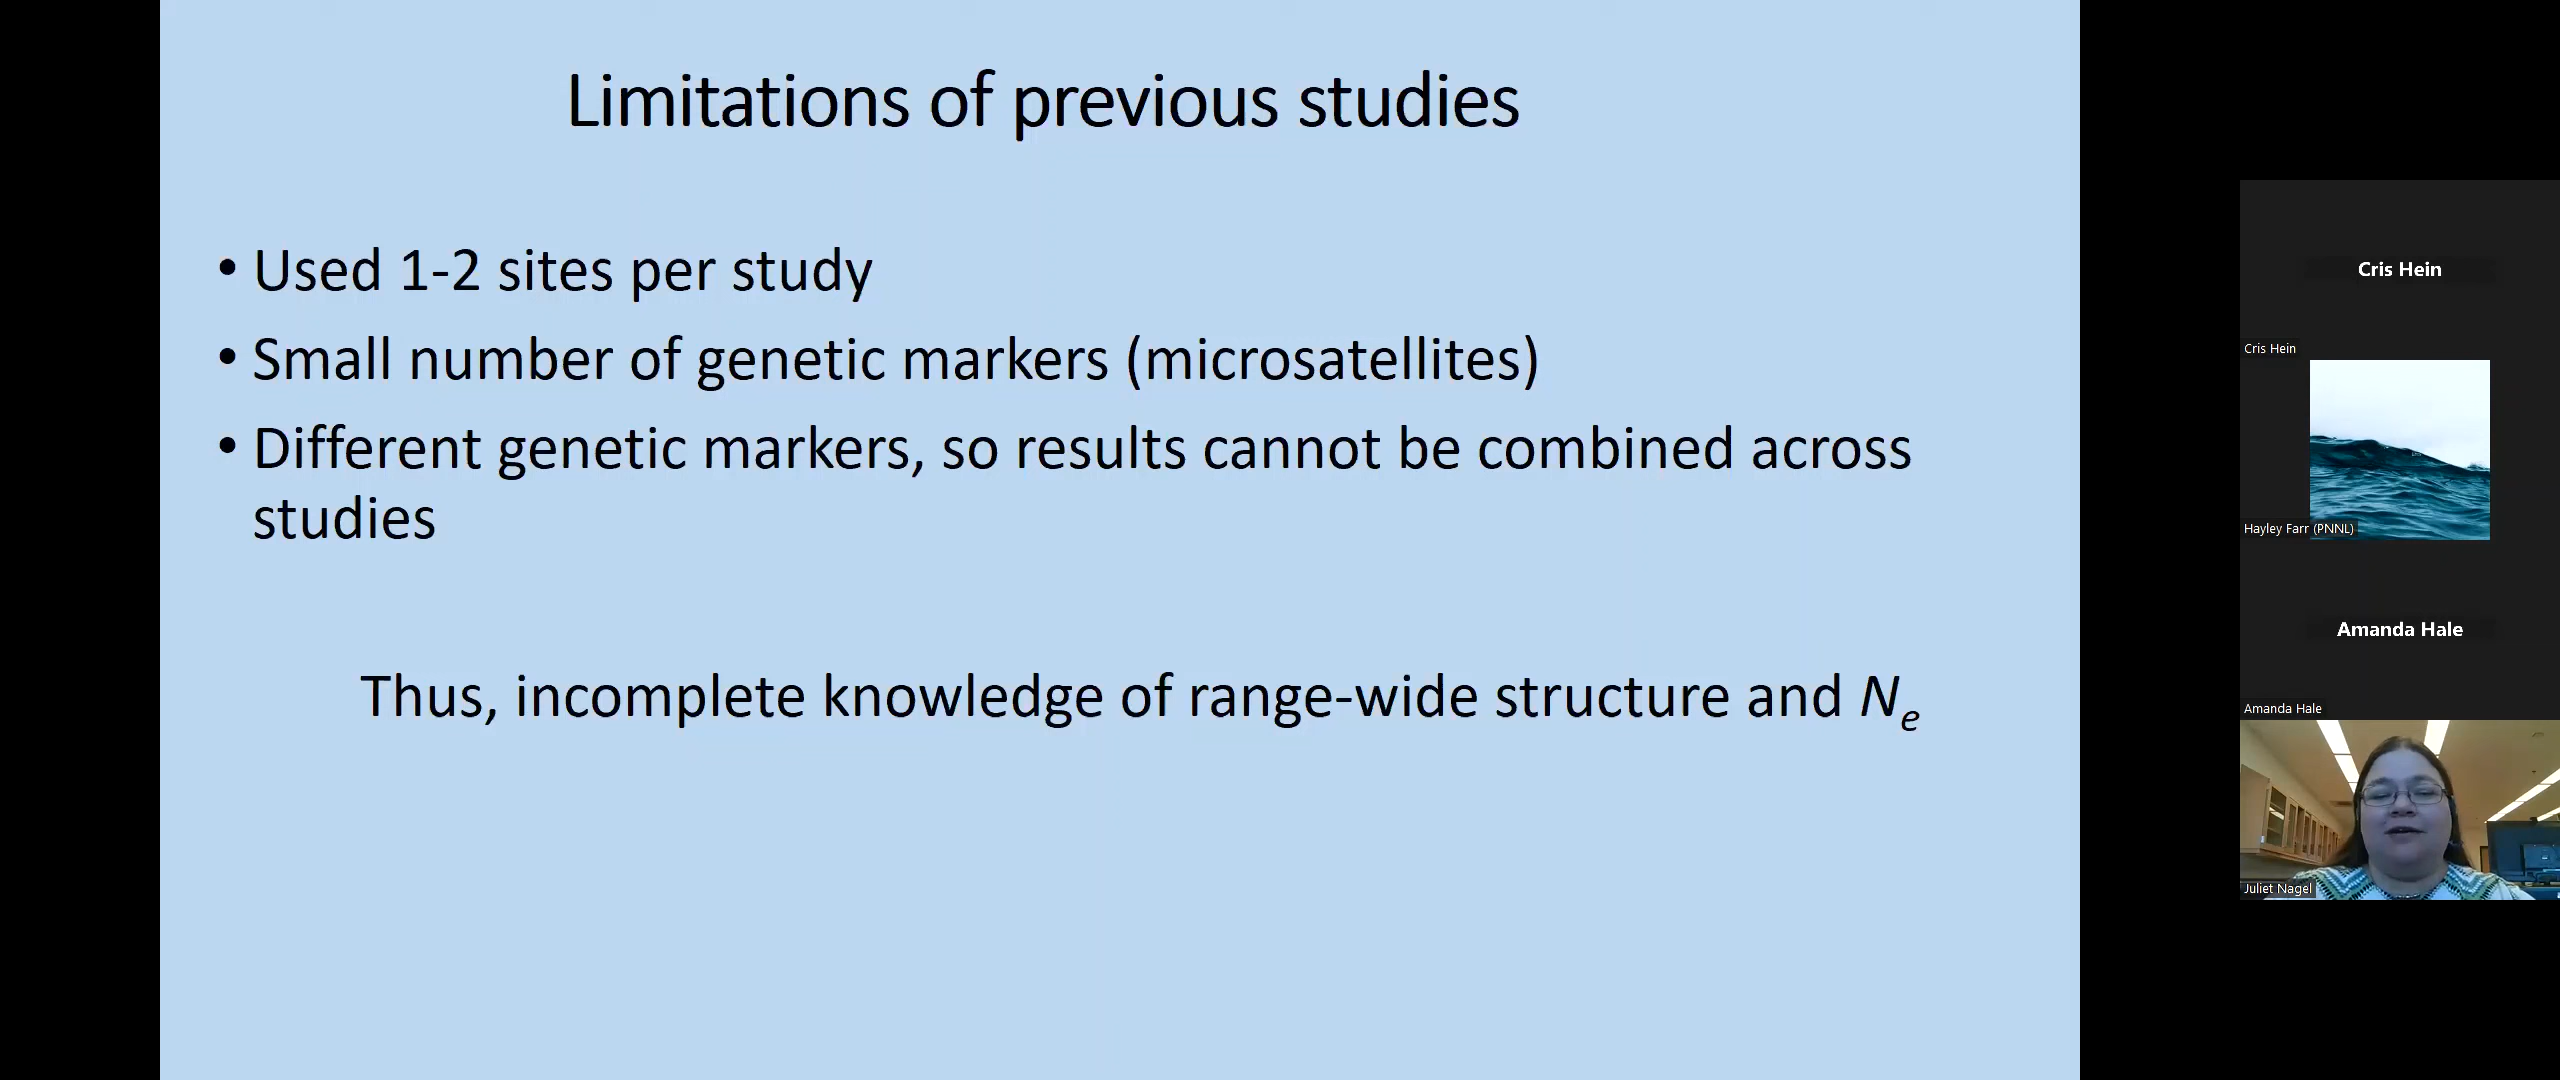 Limitations of previous studies
• Used 1-2 sites per study
• Small number of genetic markers (microsatellites)
• Different genetic markers, so results cannot be combined across
studies
Thus, incomplete knowledge of range-wide structure and Ne
Cris Hein
Cris Hein
Hayley Farr (PNNL)
Amanda Hale
Amanda Hale
Juliet Nagel